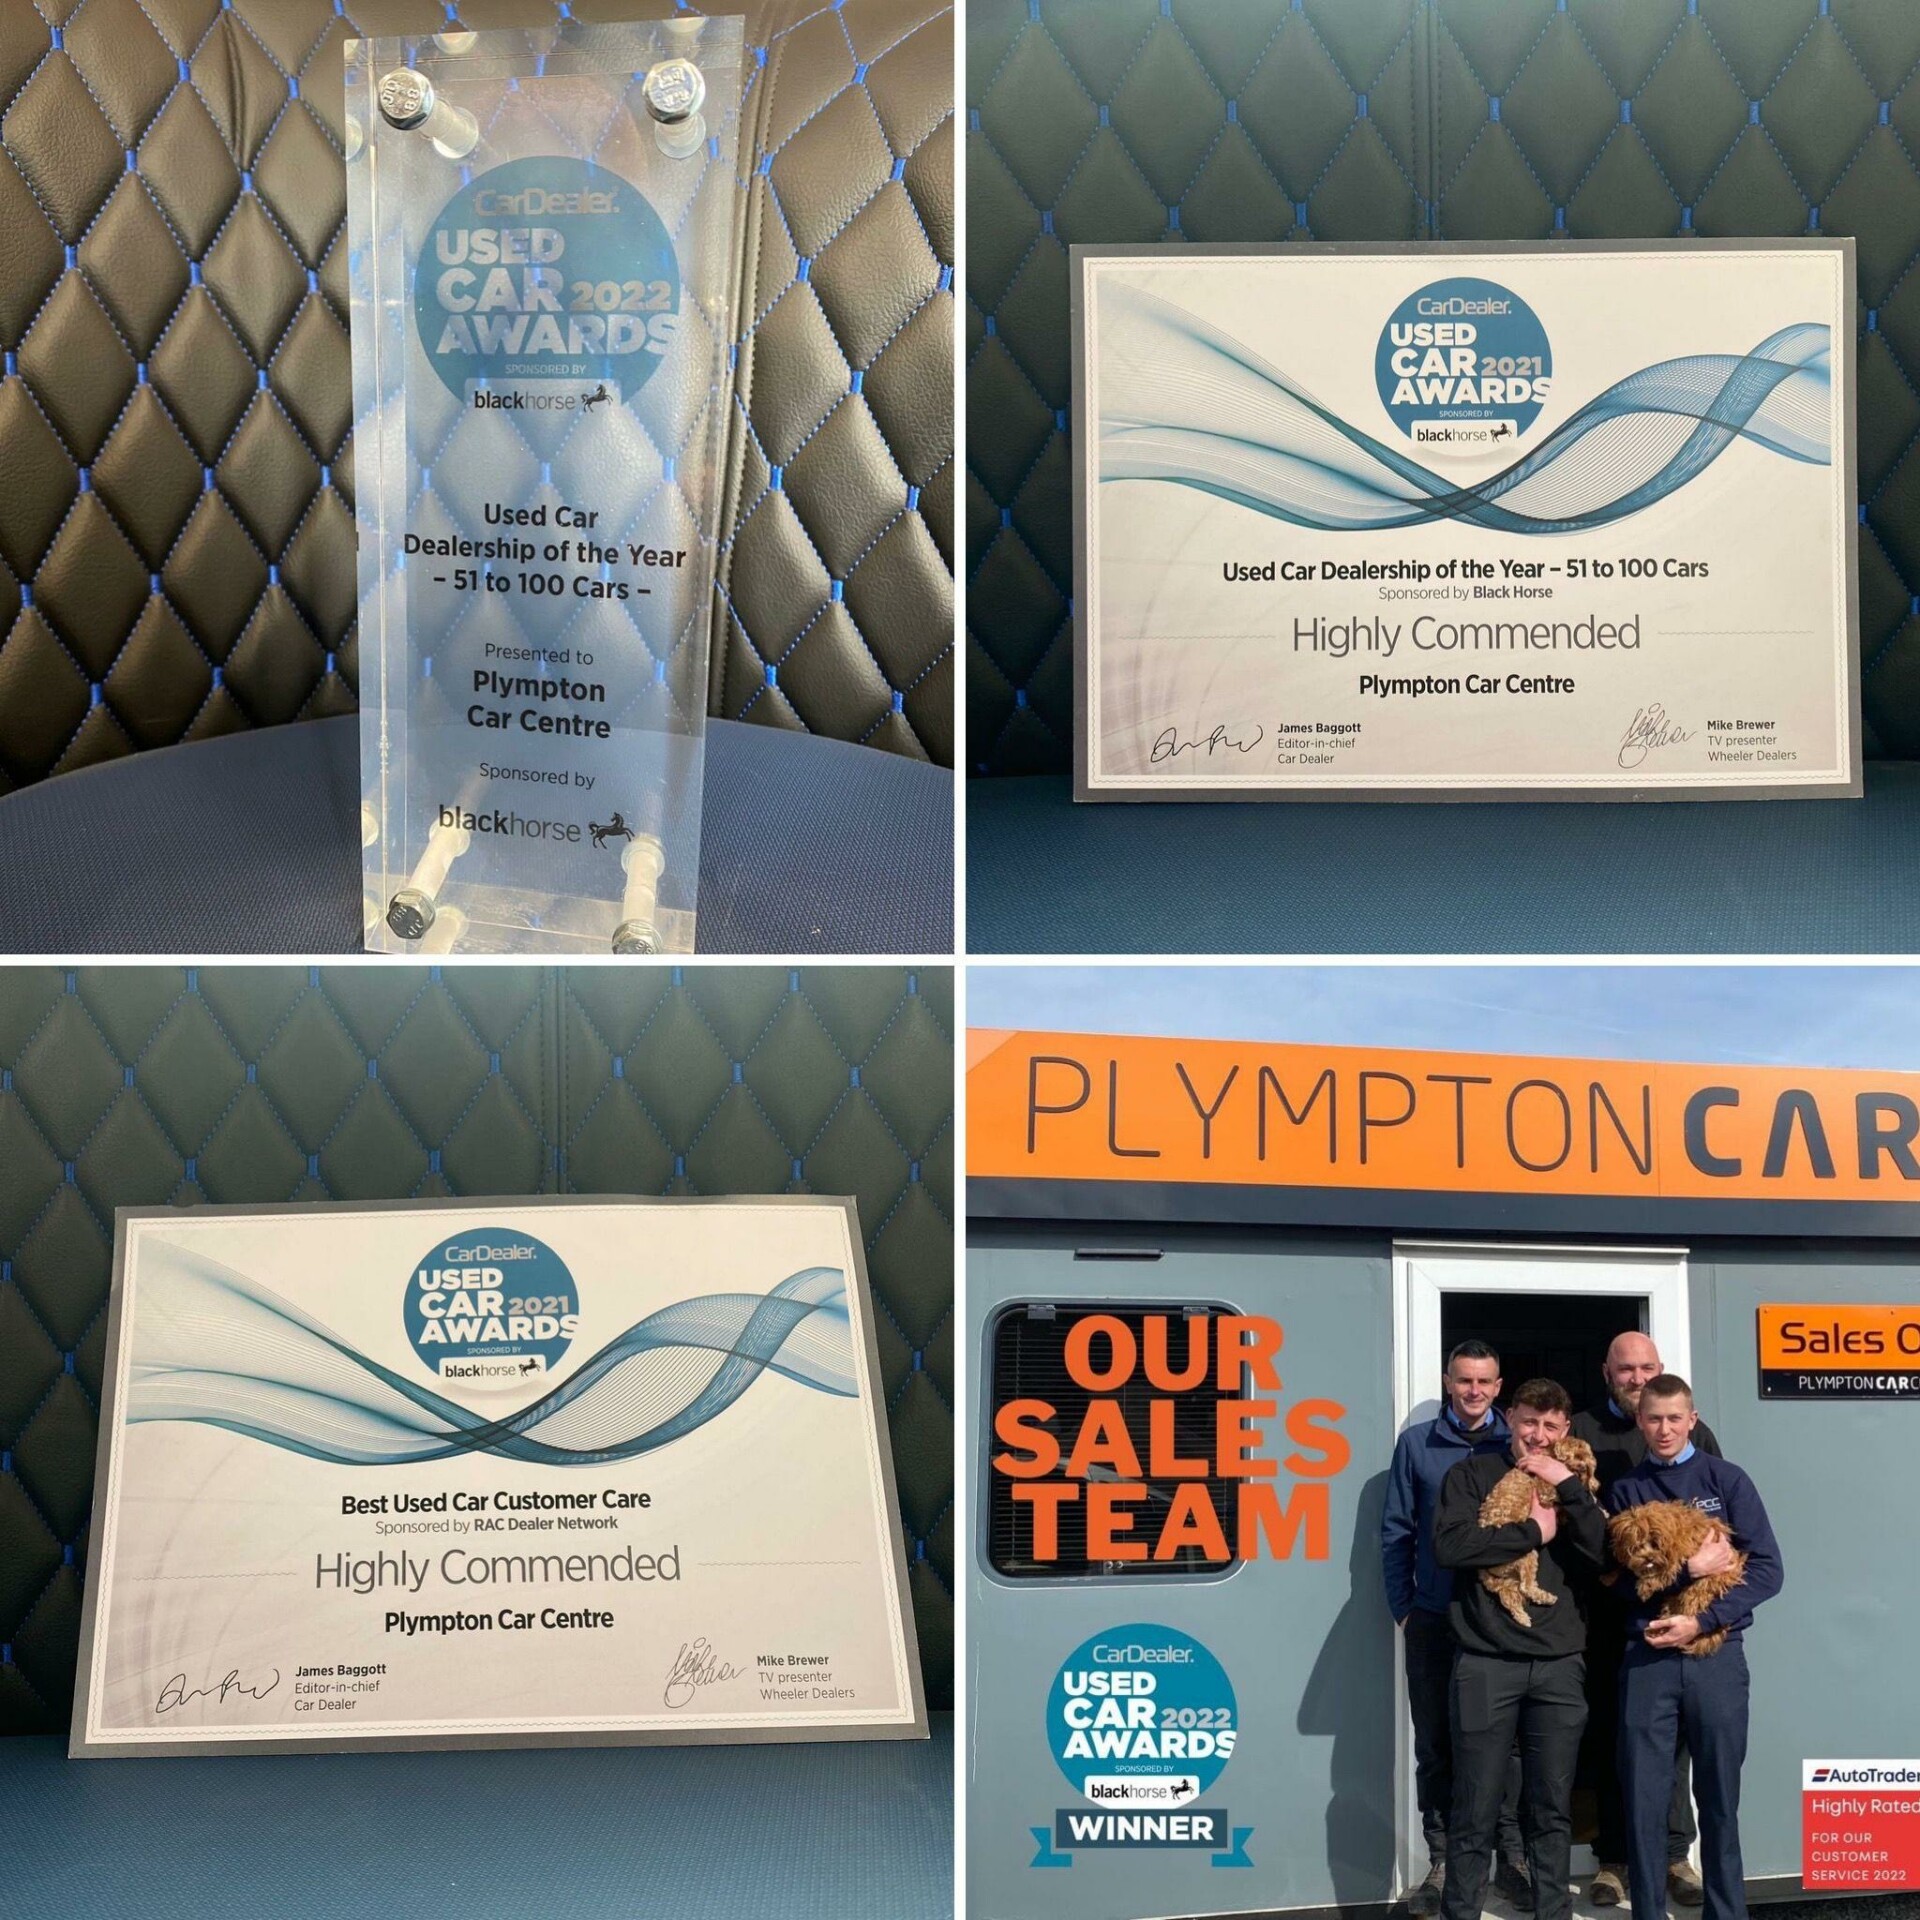 CarDealer.
USED
CAR 2022
AWARDS
SPONSORED BY
blackhorse
Used Car
Dealership of the Year
– 51 to 100 Cars –
Presented to
Plympton
Car Centre
Sponsored by
blackhorse
CarDealer.
USED
CAR 2021
AWARDS
SPONSORED BY
blackhorse
Used Car Dealership of the Year – 51 to 100 Cars
Sponsored by Black Horse
Highly Commended
Plympton Car Centre
James Baggott
Editor-in-chief
Car Dealer
Mike Brewer
TV presenter
Wheeler Dealers
CarDealer.
USED
CAR 2021
AWARDS
SPONSORED BY
blackhorse
Best Used Car Customer Care
Sponsored by RAC Dealer Network
Highly Commended
Plympton Car Centre
James Baggott
Editor-in-chief
Car Dealer
Mike Brewer
TV presenter
Wheeler Dealers
PLYMPTONCAR
OUR
SALES
TEAM
Sales O
PLYMPTONCARC
PCC
CarDealer.
USED
CAR 2022
AWARDS
SPONSORED BY
blackhorse
WINNER
AutoTrader
Highly Rated
FOR OUR
CUSTOMER
SERVICE 2022